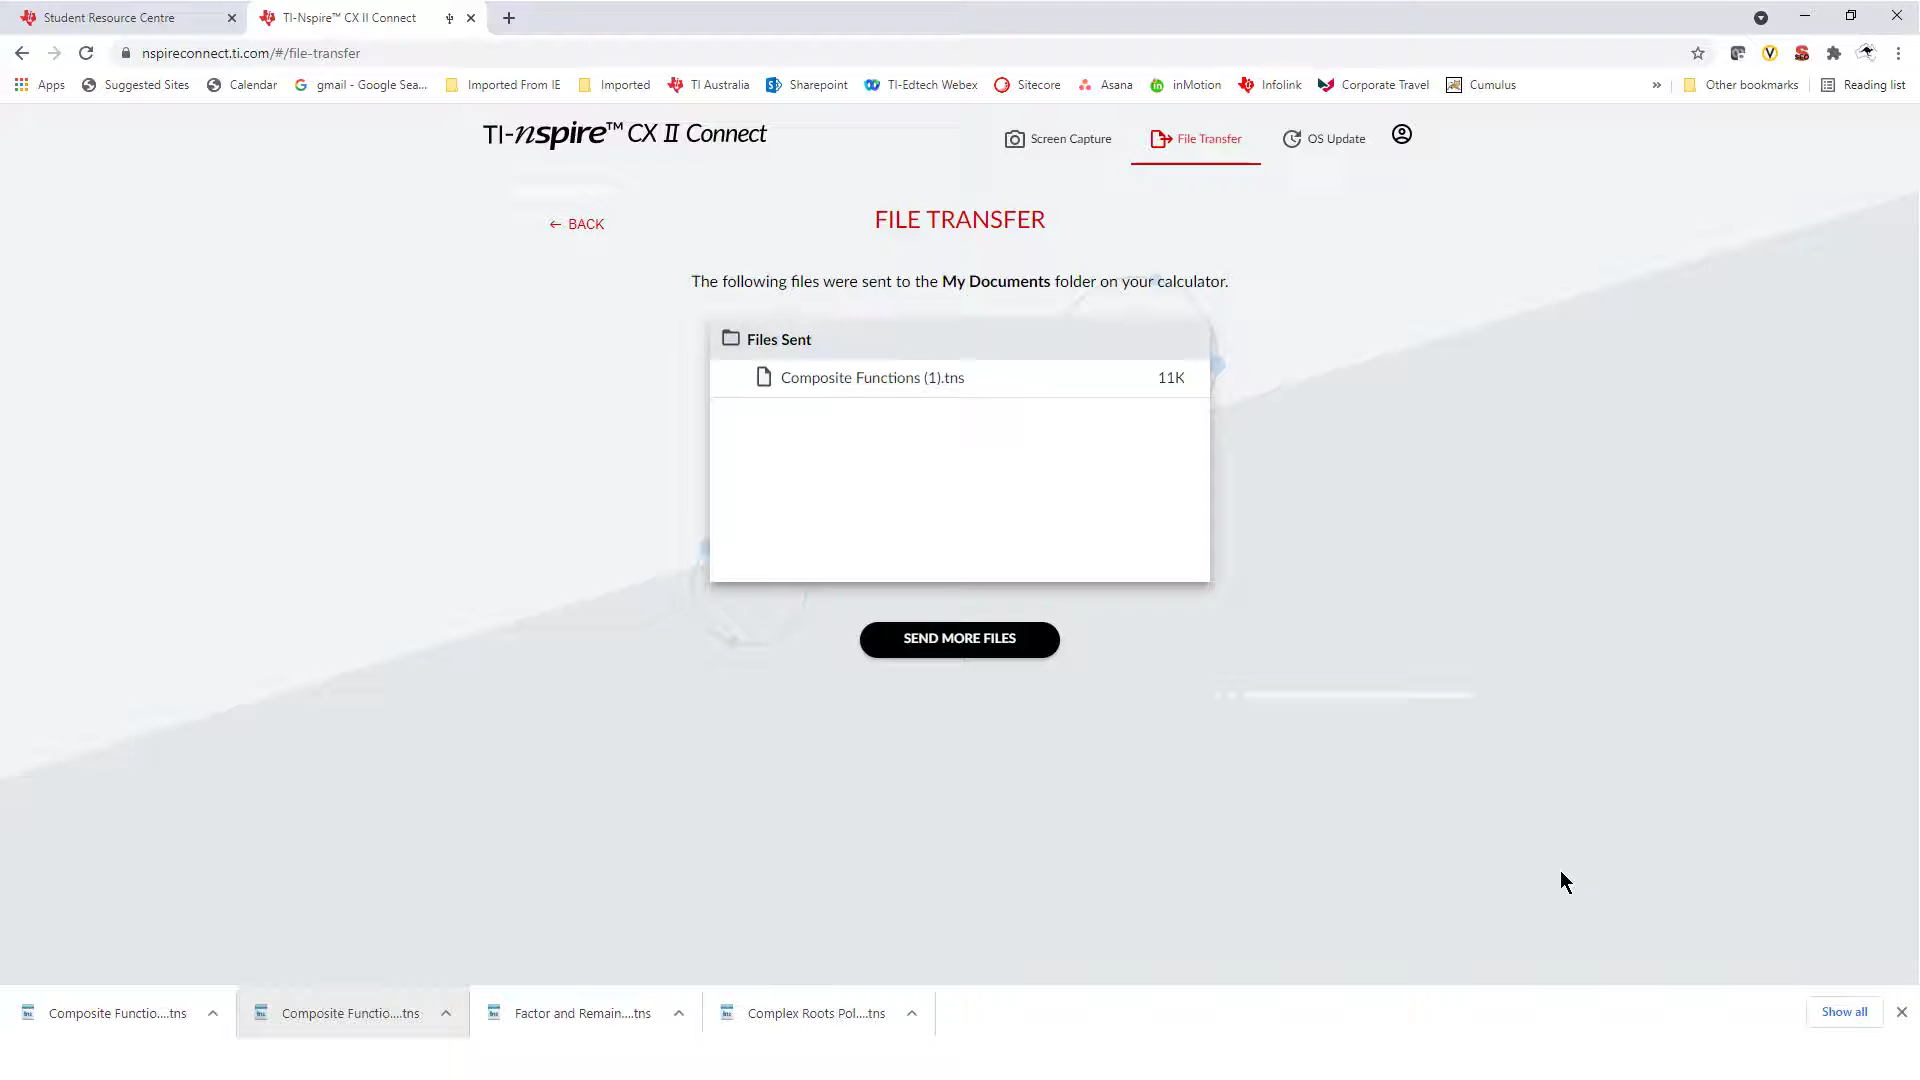 Student Resource Centre
TI-Nspire™ CX II Connect
nspireconnect.ti.com/#/file-transfer
Apps Suggested Sites Calendar gmail - Google Sea... Imported From IE Imported TI Australia Sharepoint TI-Edtech Webex Sitecore Asana inMotion Infolink Corporate Travel Cumulus » Other bookmarks Reading list
TI-nspire™ CX II Connect
Screen Capture File Transfer OS Update
← BACK
FILE TRANSFER
The following files were sent to the My Documents folder on your calculator.
Files Sent
Composite Functions (1).tns 11K
SEND MORE FILES
Composite Functio....tns Composite Functio....tns Factor and Remain....tns Complex Roots Pol....tns Show all